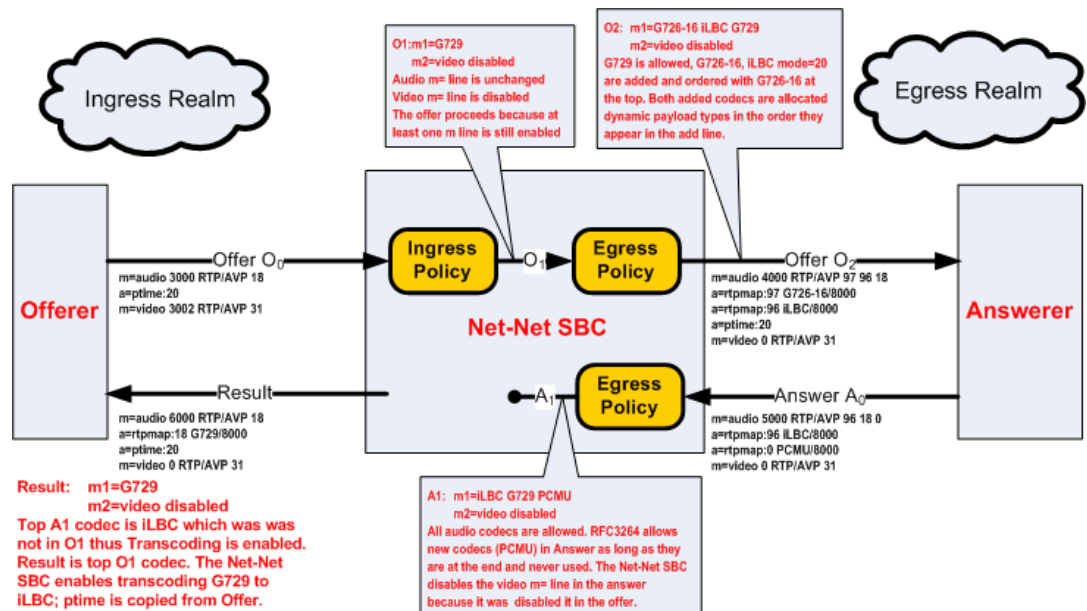 O1:m1=G729
m2=video disabled
Audio m= line is unchanged
Video m= line is disabled
The offer proceeds because at
least one m line is still enabled
O2: m1=G726-16 iLBC G729
m2=video disabled
G729 is allowed, G726-16, iLBC mode=20
are added and ordered with G726-16 at
the top. Both added codecs are allocated
dynamic payload types in the order they
appear in the add line.
Ingress Realm
Egress Realm
Offerer
Offer O0
m=audio 3000 RTP/AVP 18
a=ptime:20
m=video 3002 RTP/AVP 31
Ingress
Policy
O1
Egress
Policy
Net-Net SBC
Offer O2
m=audio 4000 RTP/AVP 97 96 18
a=rtpmap:97 G726-16/8000
a=rtpmap:96 iLBC/8000
a=ptime:20
m=video 0 RTP/AVP 31
Answerer
Result
m=audio 6000 RTP/AVP 18
a=rtpmap:18 G729/8000
a=ptime:20
m=video 0 RTP/AVP 31
A1
Egress
Policy
Answer A0
m=audio 5000 RTP/AVP 96 18 0
a=rtpmap:96 iLBC/8000
a=rtpmap:0 PCMU/8000
m=video 0 RTP/AVP 31
Result: m1=G729
m2=video disabled
Top A1 codec is iLBC which was was
not in O1 thus Transcoding is enabled.
Result is top O1 codec. The Net-Net
SBC enables transcoding G729 to
iLBC; ptime is copied from Offer.
A1: m1=iLBC G729 PCMU
m2=video disabled
All audio codecs are allowed. RFC3264 allows
new codecs (PCMU) in Answer as long as they
are at the end and never used. The Net-Net SBC
disables the video m= line in the answer
because it was disabled it in the offer.